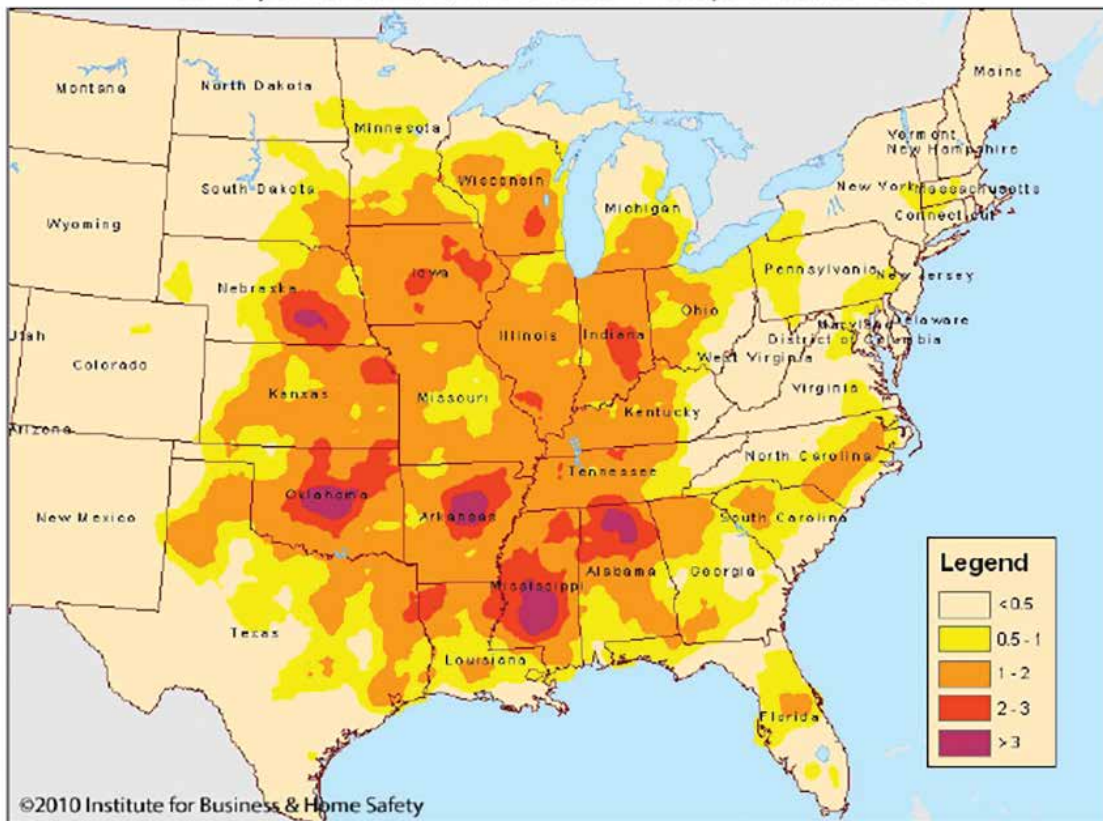 Montana
North Dakota
Minnesota
Maine
Vermont
New Hampshire
South Dakota
Wisconsin
Michigan
New York
Massachusetts
Connecticut
Wyoming
Nebraska
Iowa
Pennsylvania
New Jersey
Utah
Colorado
Illinois
Indiana
Ohio
Maryland
Delaware
District of Columbia
West Virginia
Virginia
Kansas
Missouri
Kentucky
Arizona
New Mexico
Oklahoma
Arkansas
Tennessee
North Carolina
South Carolina
Texas
Louisiana
Mississippi
Alabama
Georgia
Florida
Legend
<0.5
0.5 - 1
1 - 2
2 - 3
>3
©2010 Institute for Business & Home Safety